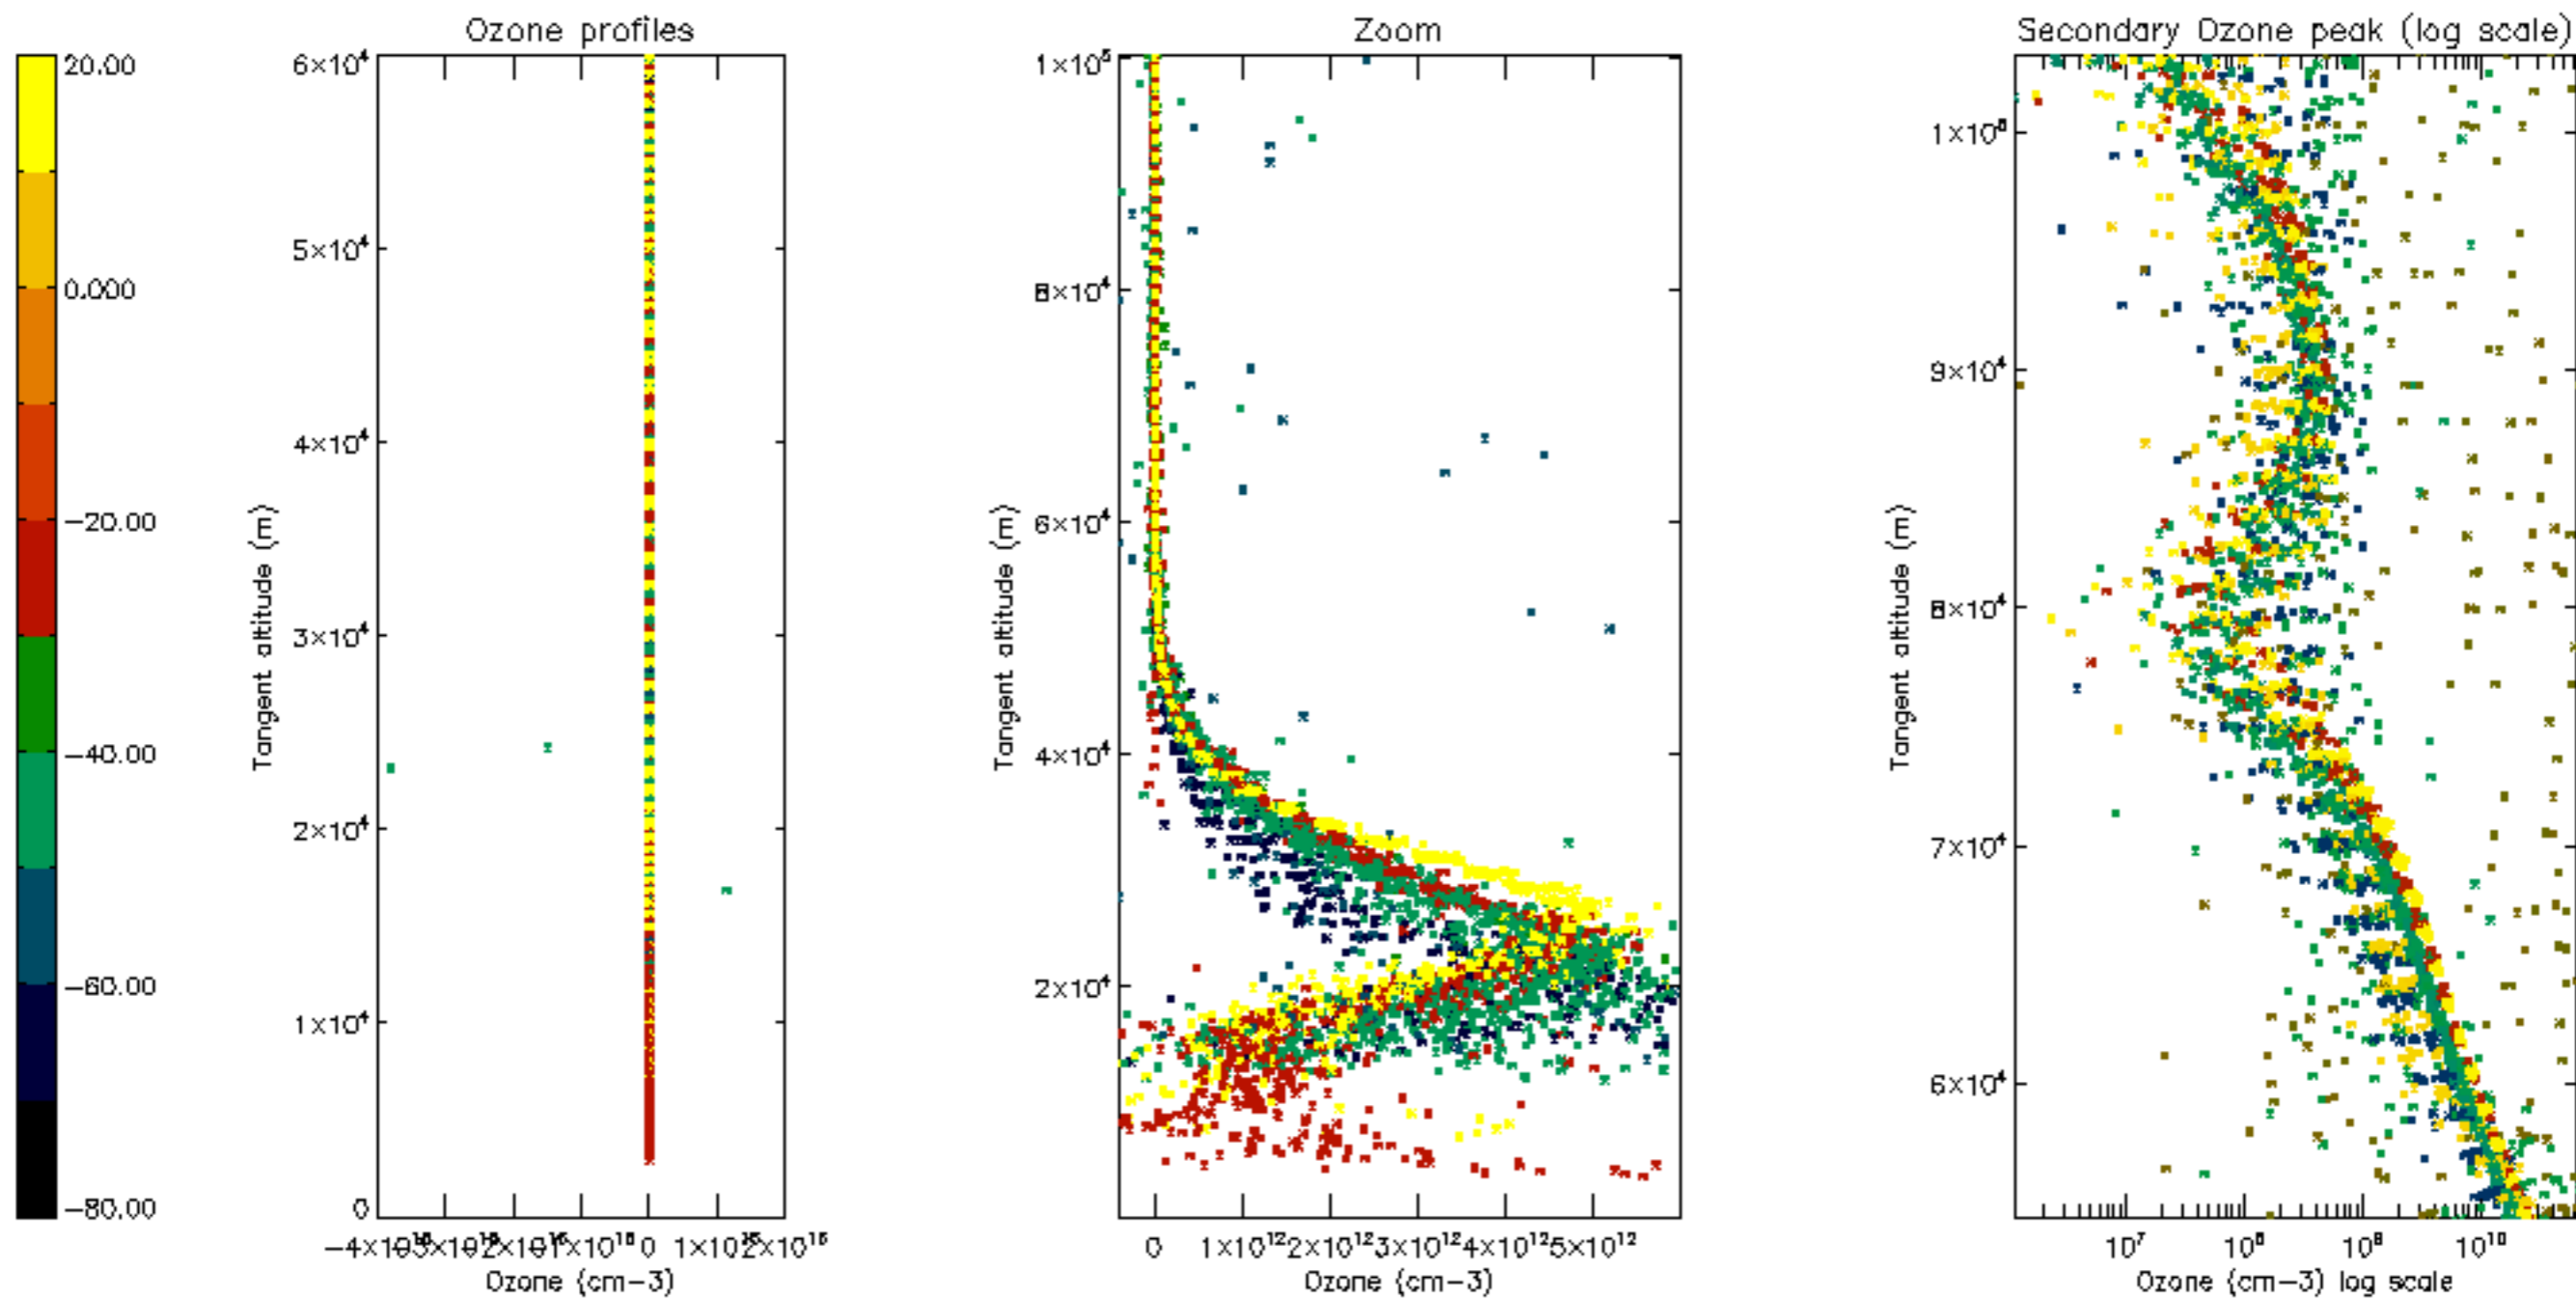 Ozone profiles
Zoom
Secondary Ozone peak (log scale)
20.00
0.000
−20.00
−40.00
−60.00
−80.00
6×10⁴
5×10⁴
4×10⁴
3×10⁴
2×10⁴
1×10⁴
0
Tangent altitude (m)
0
Ozone (cm−3)
1×10⁵
8×10⁴
6×10⁴
4×10⁴
2×10⁴
Tangent altitude (m)
0 1×10¹² 2×10¹² 3×10¹² 4×10¹² 5×10¹²
Ozone (cm−3)
9×10⁴
8×10⁴
7×10⁴
6×10⁴
Tangent altitude (m)
10⁷ 10⁸ 10⁹ 10¹⁰
Ozone (cm−3) log scale